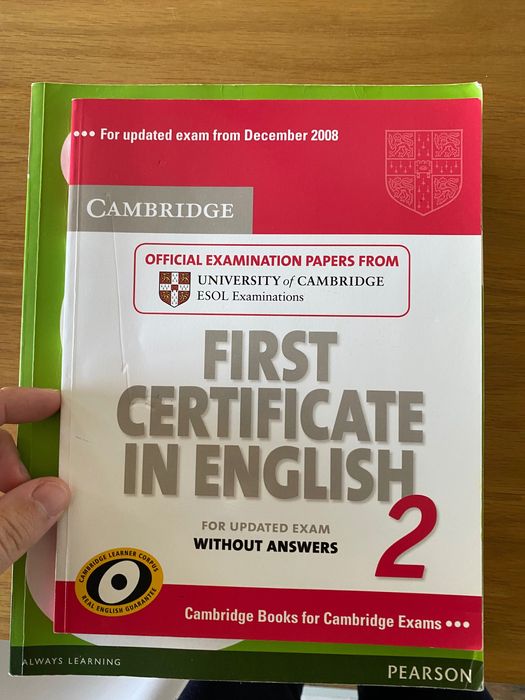 ••• For updated exam from December 2008
CAMBRIDGE
OFFICIAL EXAMINATION PAPERS FROM
UNIVERSITY of CAMBRIDGE
ESOL Examinations
FIRST
CERTIFICATE
IN ENGLISH
2
FOR UPDATED EXAM
WITHOUT ANSWERS
CAMBRIDGE LEARNER CORPUS
REAL ENGLISH GUARANTEE
Cambridge Books for Cambridge Exams •••
ALWAYS LEARNING
PEARSON